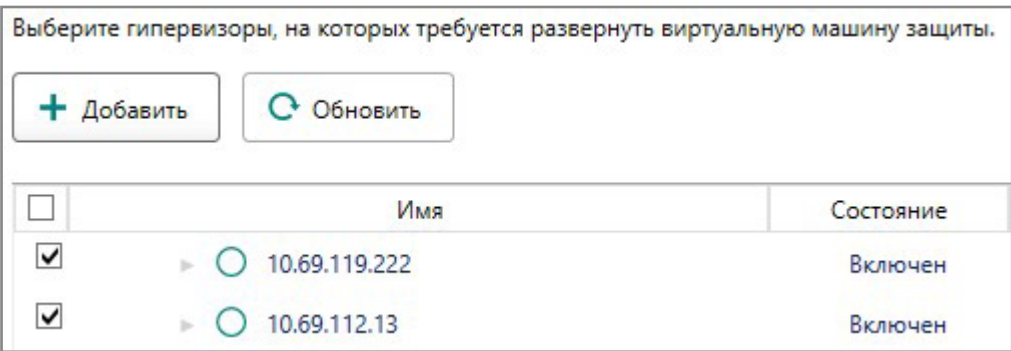 Выберите гипервизоры, на которых требуется развернуть виртуальную машину защиты.
Добавить Обновить
Имя Состояние
10.69.119.222 Включен
10.69.112.13 Включен